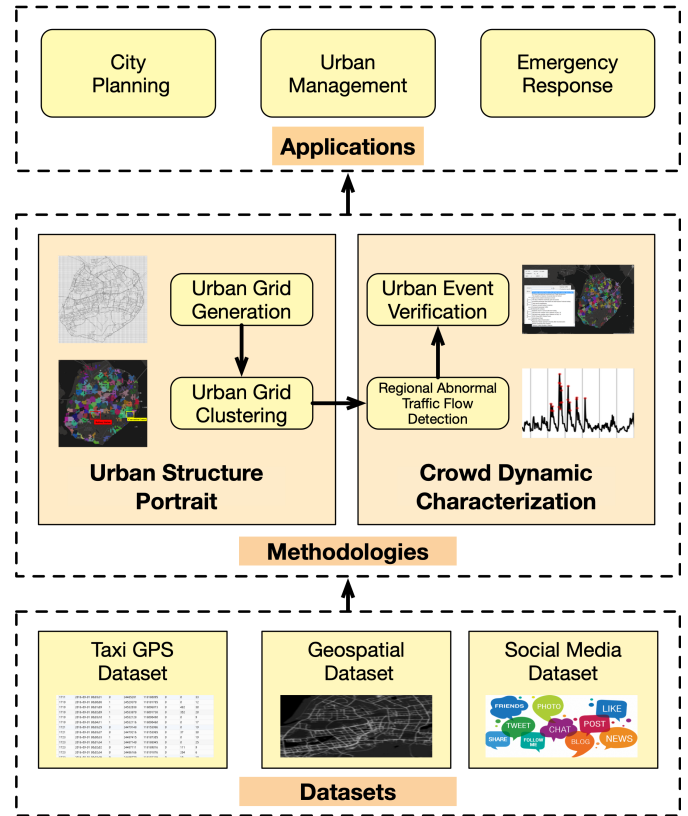 City
Planning
Urban
Management
Emergency
Response
Applications
Urban Grid
Generation
Urban Grid
Clustering
Urban Structure
Portrait
Urban Event
Verification
Regional Abnormal
Traffic Flow
Detection
Crowd Dynamic
Characterization
Methodologies
Taxi GPS
Dataset
Geospatial
Dataset
Social Media
Dataset
FRIENDS
PHOTO
LIKE
TWEET
CHAT
POST
SHARE
FOLLOW
ME
BLOG
NEWS
Datasets